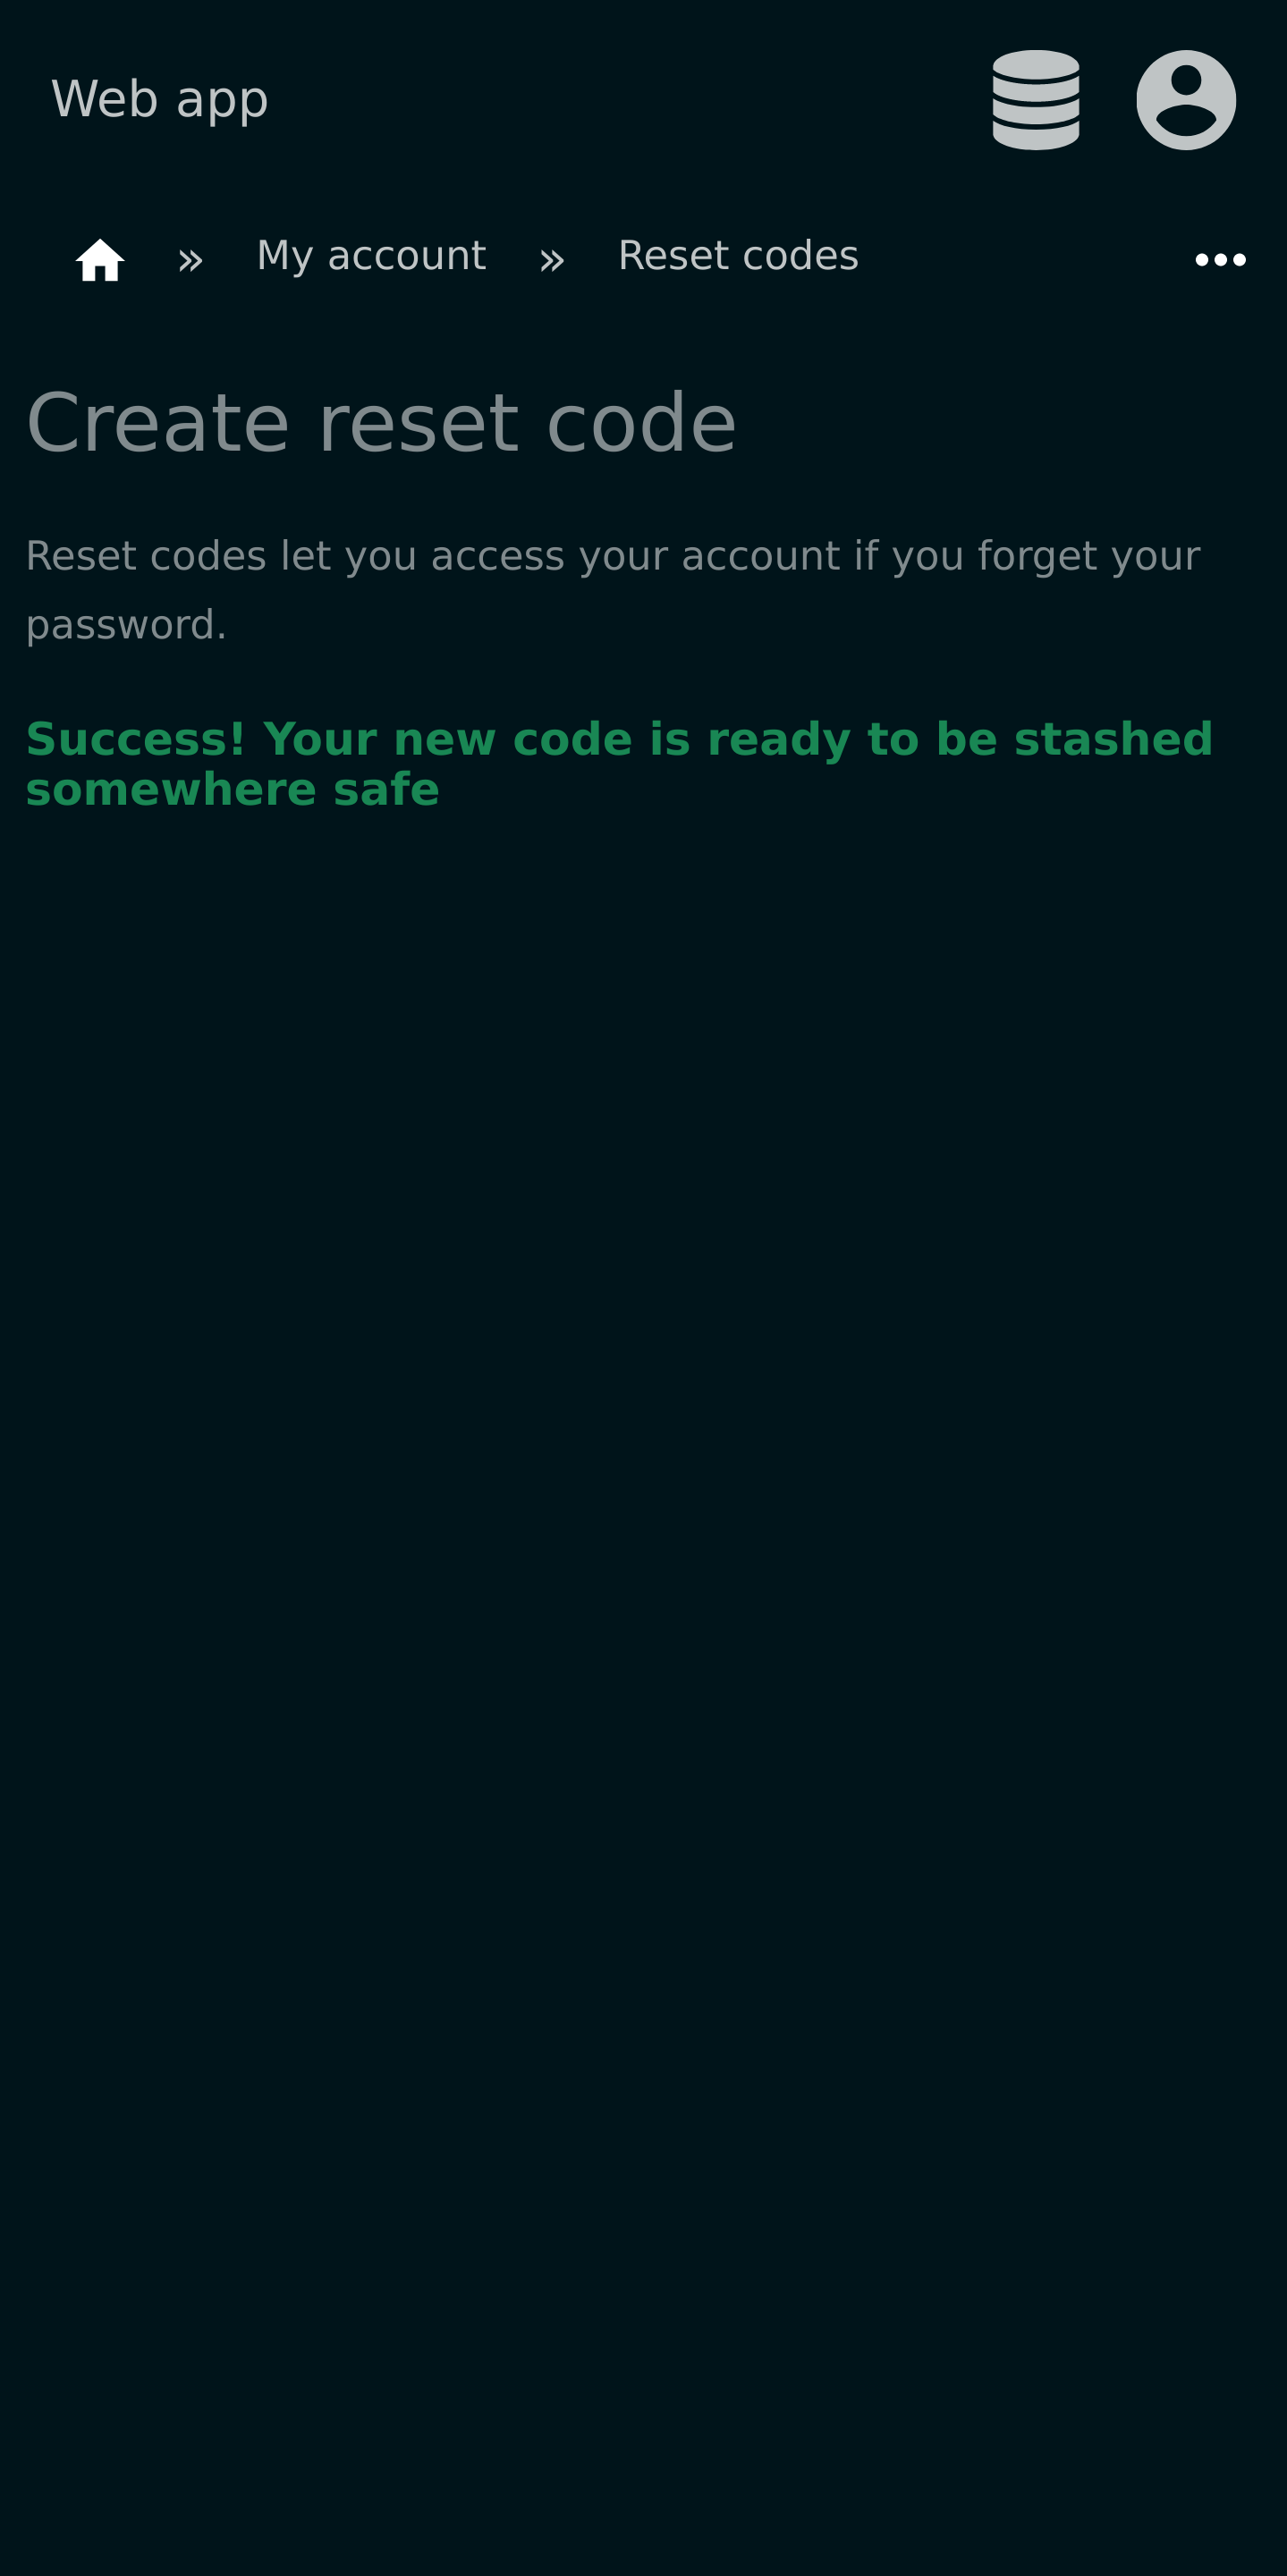 Web app
» My account » Reset codes
Create reset code
Reset codes let you access your account if you forget your
password.
Success! Your new code is ready to be stashed
somewhere safe